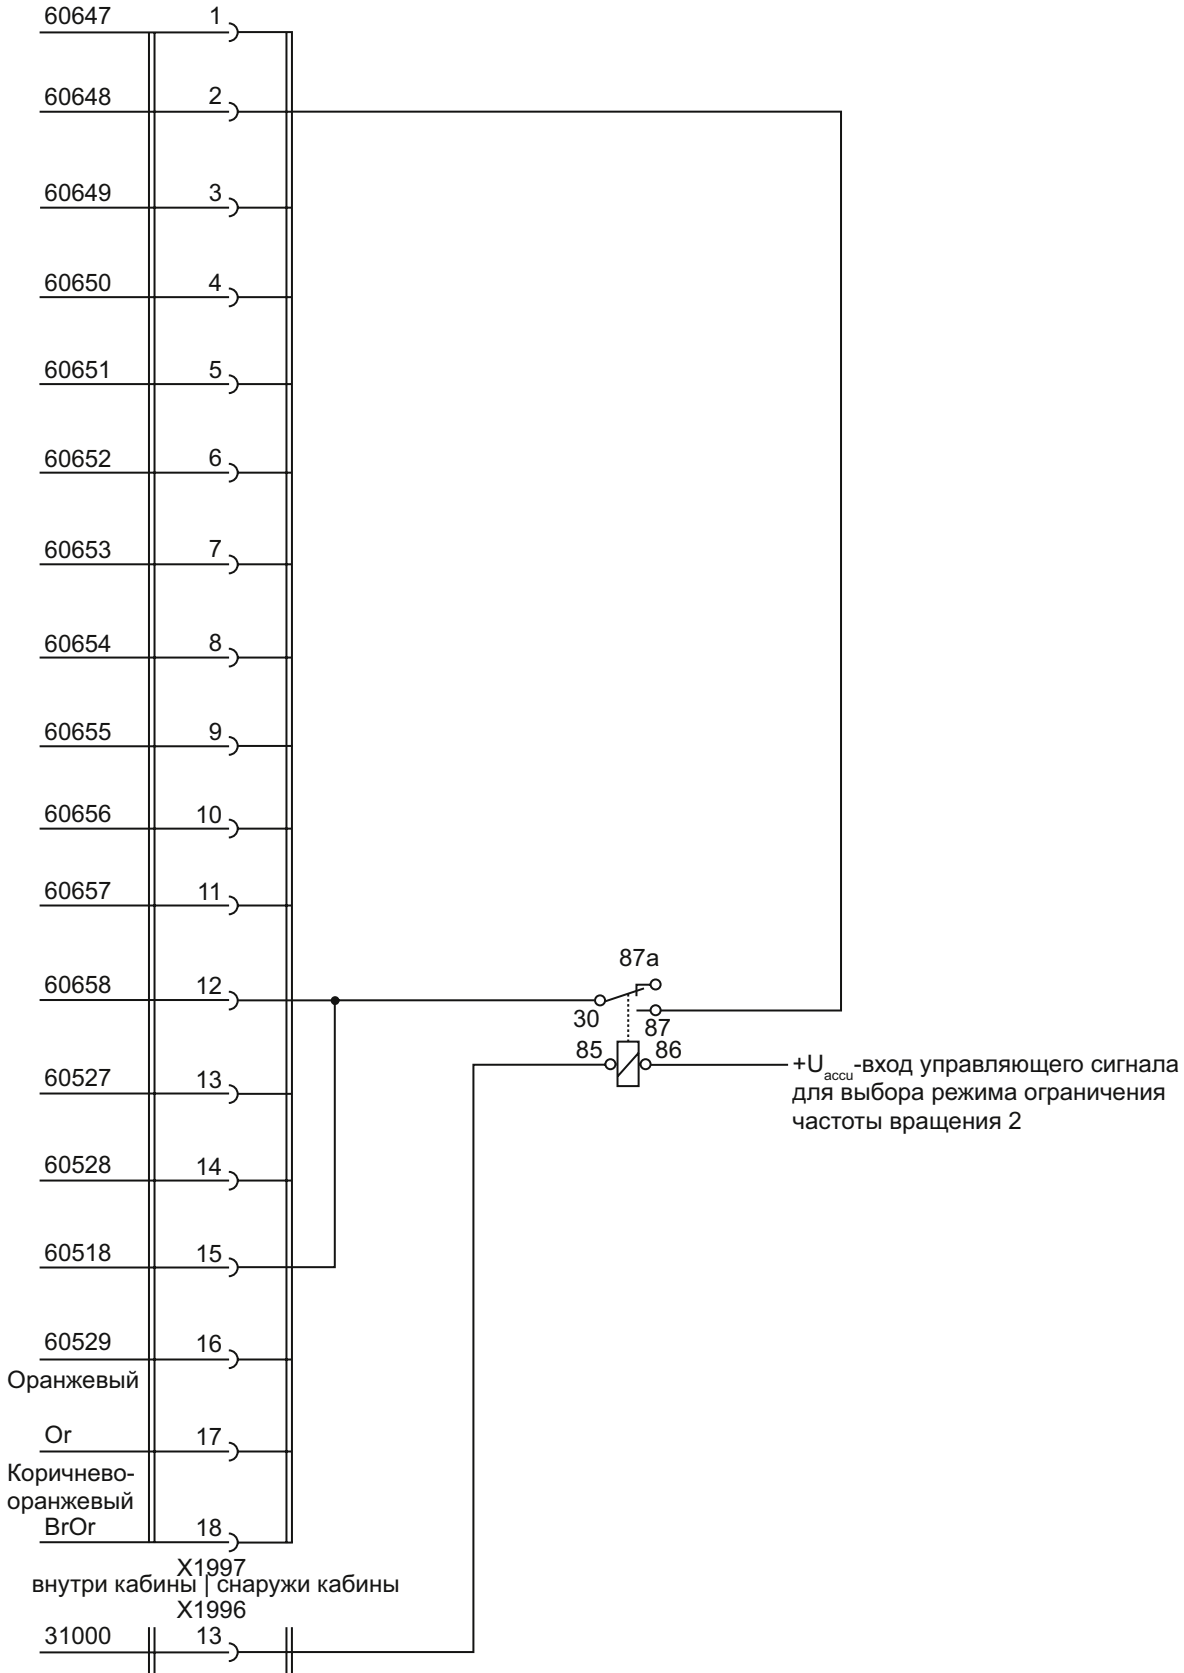 60647 1
60648 2
60649 3
60650 4
60651 5
60652 6
60653 7
60654 8
60655 9
60656 10
60657 11
87a
60658 12
30
87
85 86
+Uaccu-вход управляющего сигнала
для выбора режима ограничения
частоты вращения 2
60527 13
60528 14
60518 15
60529 16
Оранжевый
Or 17
Коричнево-
оранжевый
BrOr 18
X1997
внутри кабины | снаружи кабины
X1996
31000 13